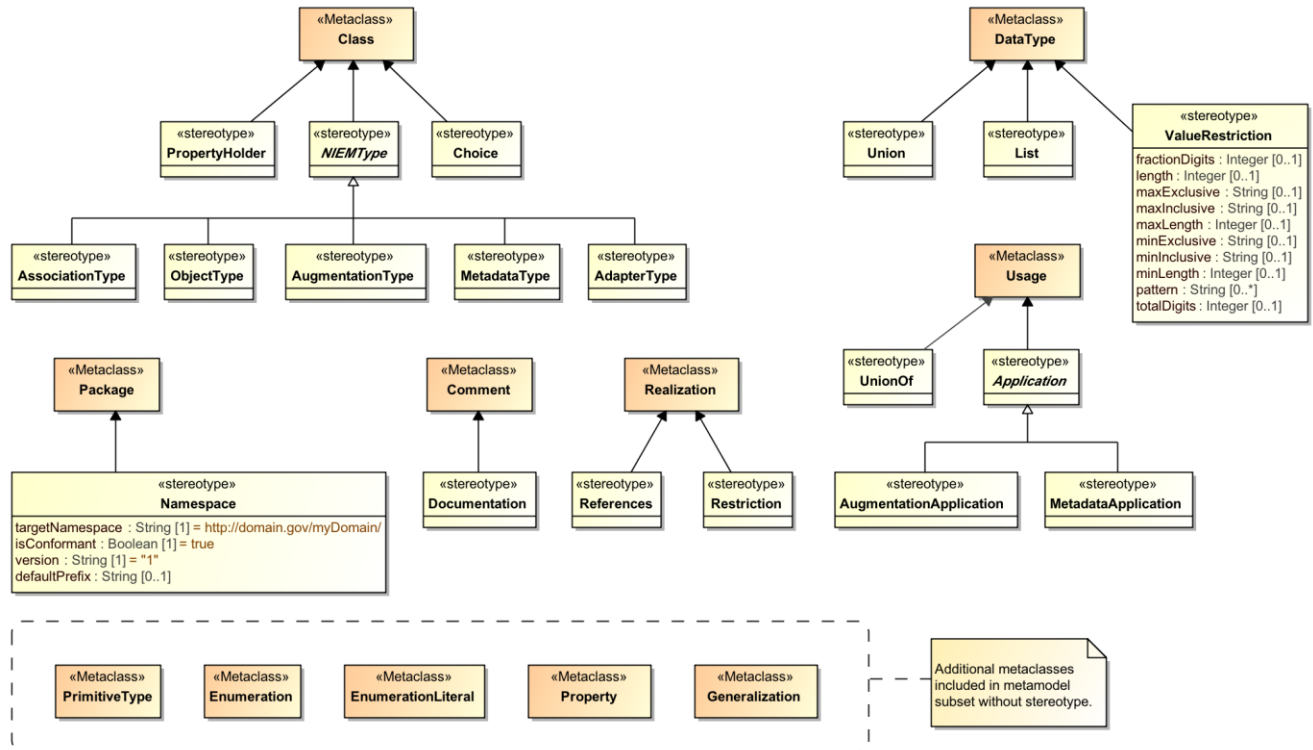 «Metaclass»
Class
«Metaclass»
DataType
«stereotype»
PropertyHolder
«stereotype»
NIEMType
«stereotype»
Choice
«stereotype»
Union
«stereotype»
List
«stereotype»
ValueRestriction
fractionDigits : Integer [0..1]
length : Integer [0..1]
maxExclusive : String [0..1]
maxInclusive : String [0..1]
maxLength : Integer [0..1]
minExclusive : String [0..1]
minInclusive : String [0..1]
minLength : Integer [0..1]
pattern : String [0..*]
totalDigits : Integer [0..1]
«stereotype»
AssociationType
«stereotype»
ObjectType
«stereotype»
AugmentationType
«stereotype»
MetadataType
«stereotype»
AdapterType
«Metaclass»
Usage
«stereotype»
UnionOf
«stereotype»
Application
«Metaclass»
Package
«Metaclass»
Comment
«Metaclass»
Realization
«stereotype»
Namespace
targetNamespace : String [1] = http://domain.gov/myDomain/
isConformant : Boolean [1] = true
version : String [1] = "1"
defaultPrefix : String [0..1]
«stereotype»
Documentation
«stereotype»
References
«stereotype»
Restriction
«stereotype»
AugmentationApplication
«stereotype»
MetadataApplication
«Metaclass»
PrimitiveType
«Metaclass»
Enumeration
«Metaclass»
EnumerationLiteral
«Metaclass»
Property
«Metaclass»
Generalization
Additional metaclasses
included in metamodel
subset without stereotype.